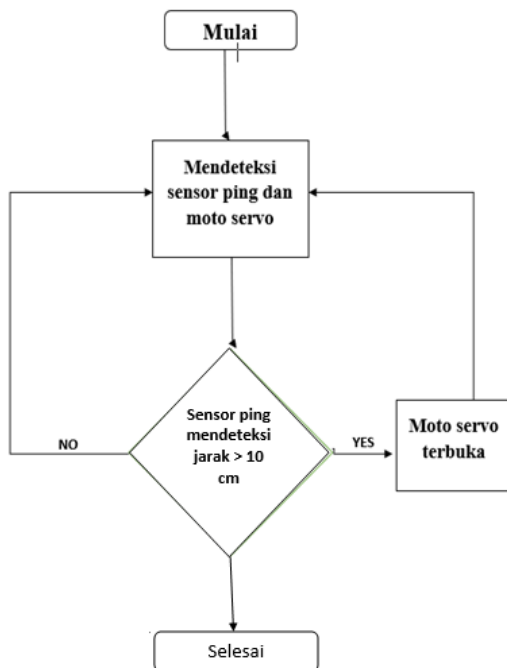 Mulai
Mendeteksi
sensor ping dan
moto servo
Sensor ping
mendeteksi
jarak > 10
cm
NO
YES
Moto servo
terbuka
Selesai